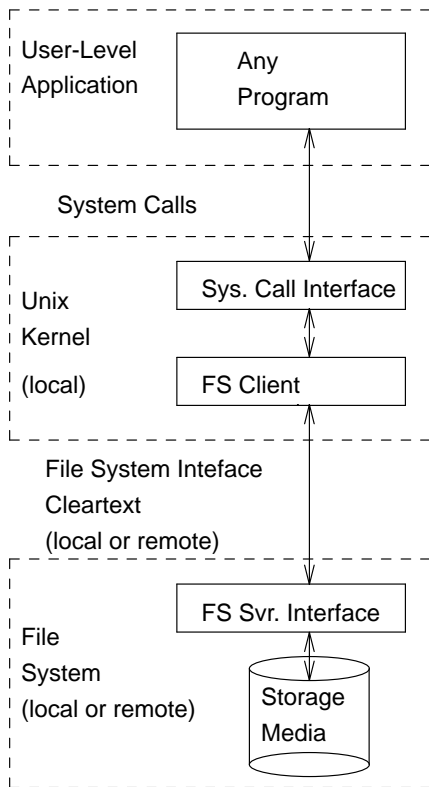 User-Level
Application
Any
Program
System Calls
Sys. Call Interface
Unix
Kernel
(local)
FS Client
File System Inteface
Cleartext
(local or remote)
FS Svr. Interface
File
System
(local or remote)
Storage
Media